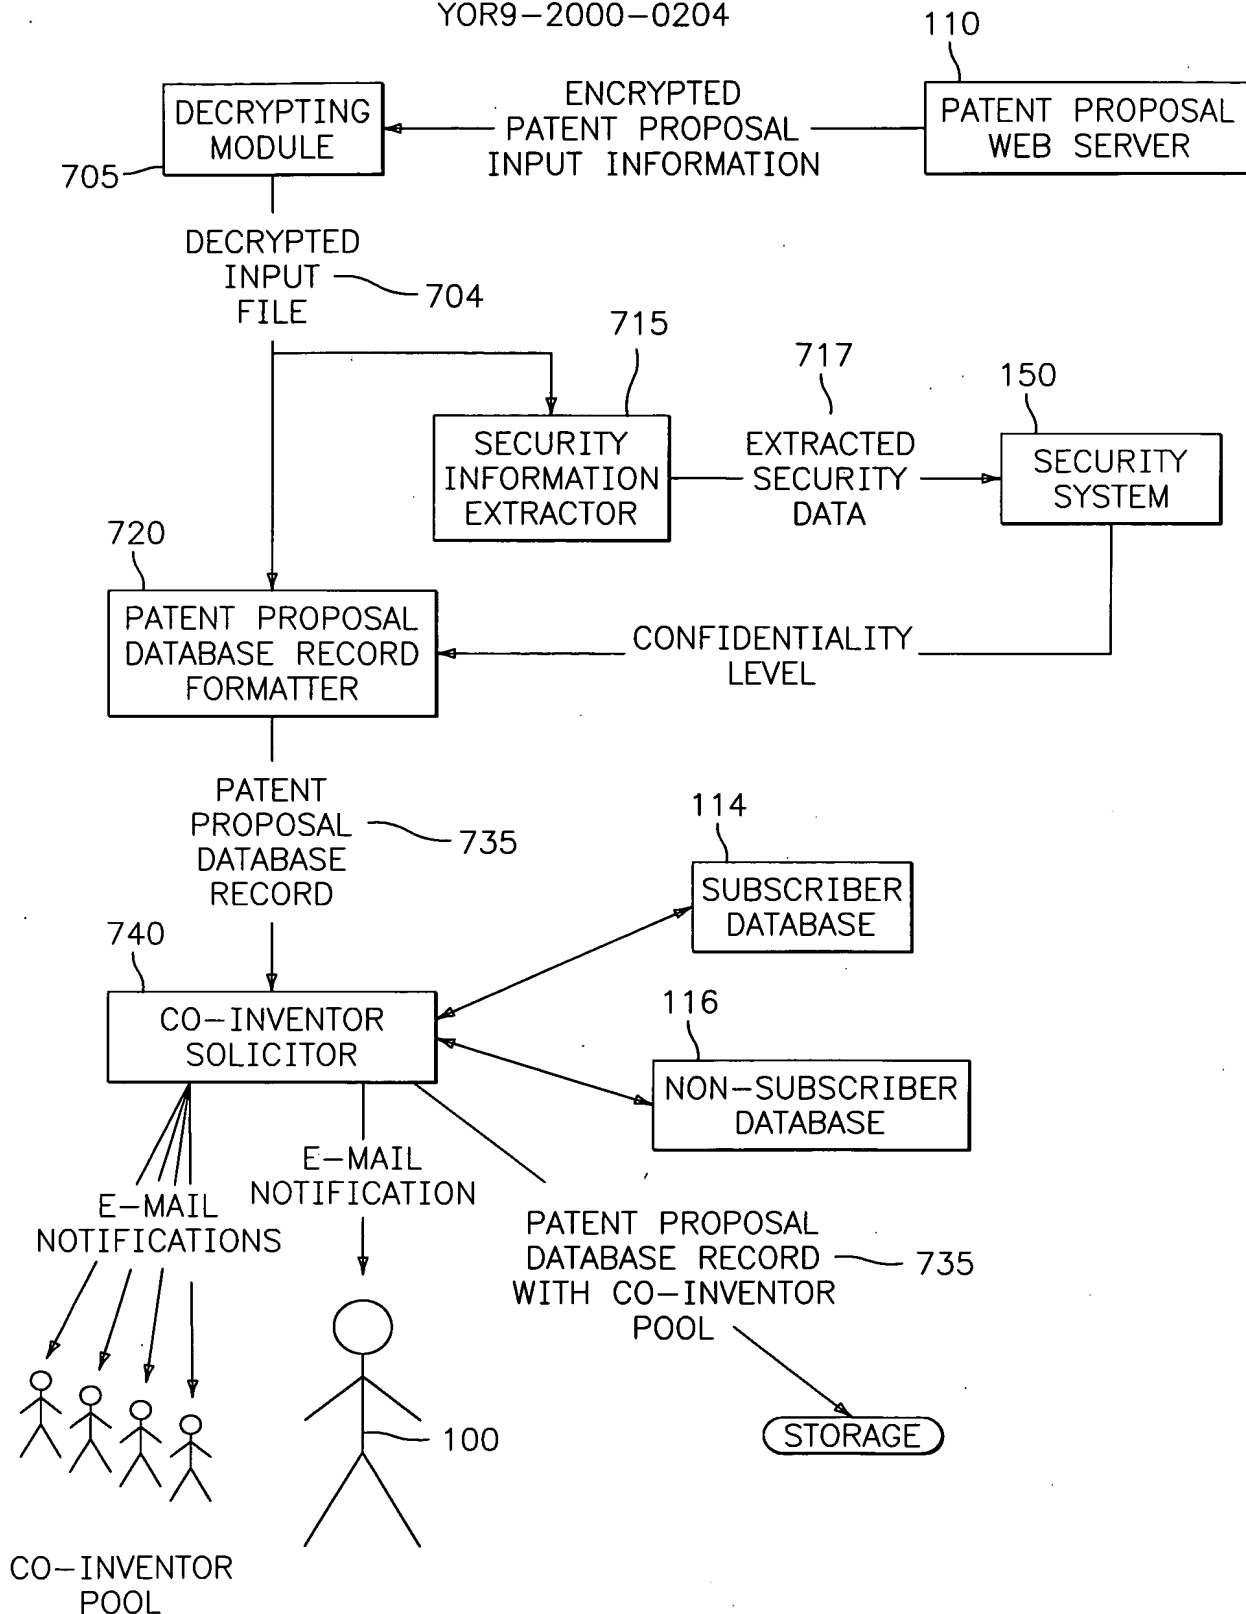 YOR9-2000-0204
110
DECRYPTING
MODULE
705
ENCRYPTED
PATENT PROPOSAL
INPUT INFORMATION
PATENT PROPOSAL
WEB SERVER
DECRYPTED
INPUT
FILE
704
715
717
150
SECURITY
INFORMATION
EXTRACTOR
EXTRACTED
SECURITY
DATA
SECURITY
SYSTEM
720
PATENT PROPOSAL
DATABASE RECORD
FORMATTER
CONFIDENTIALITY
LEVEL
PATENT
PROPOSAL
DATABASE
RECORD
735
114
SUBSCRIBER
DATABASE
740
CO-INVENTOR
SOLICITOR
116
NON-SUBSCRIBER
DATABASE
E-MAIL
NOTIFICATIONS
E-MAIL
NOTIFICATION
PATENT PROPOSAL
DATABASE RECORD
WITH CO-INVENTOR
POOL
735
100
STORAGE
CO-INVENTOR
POOL